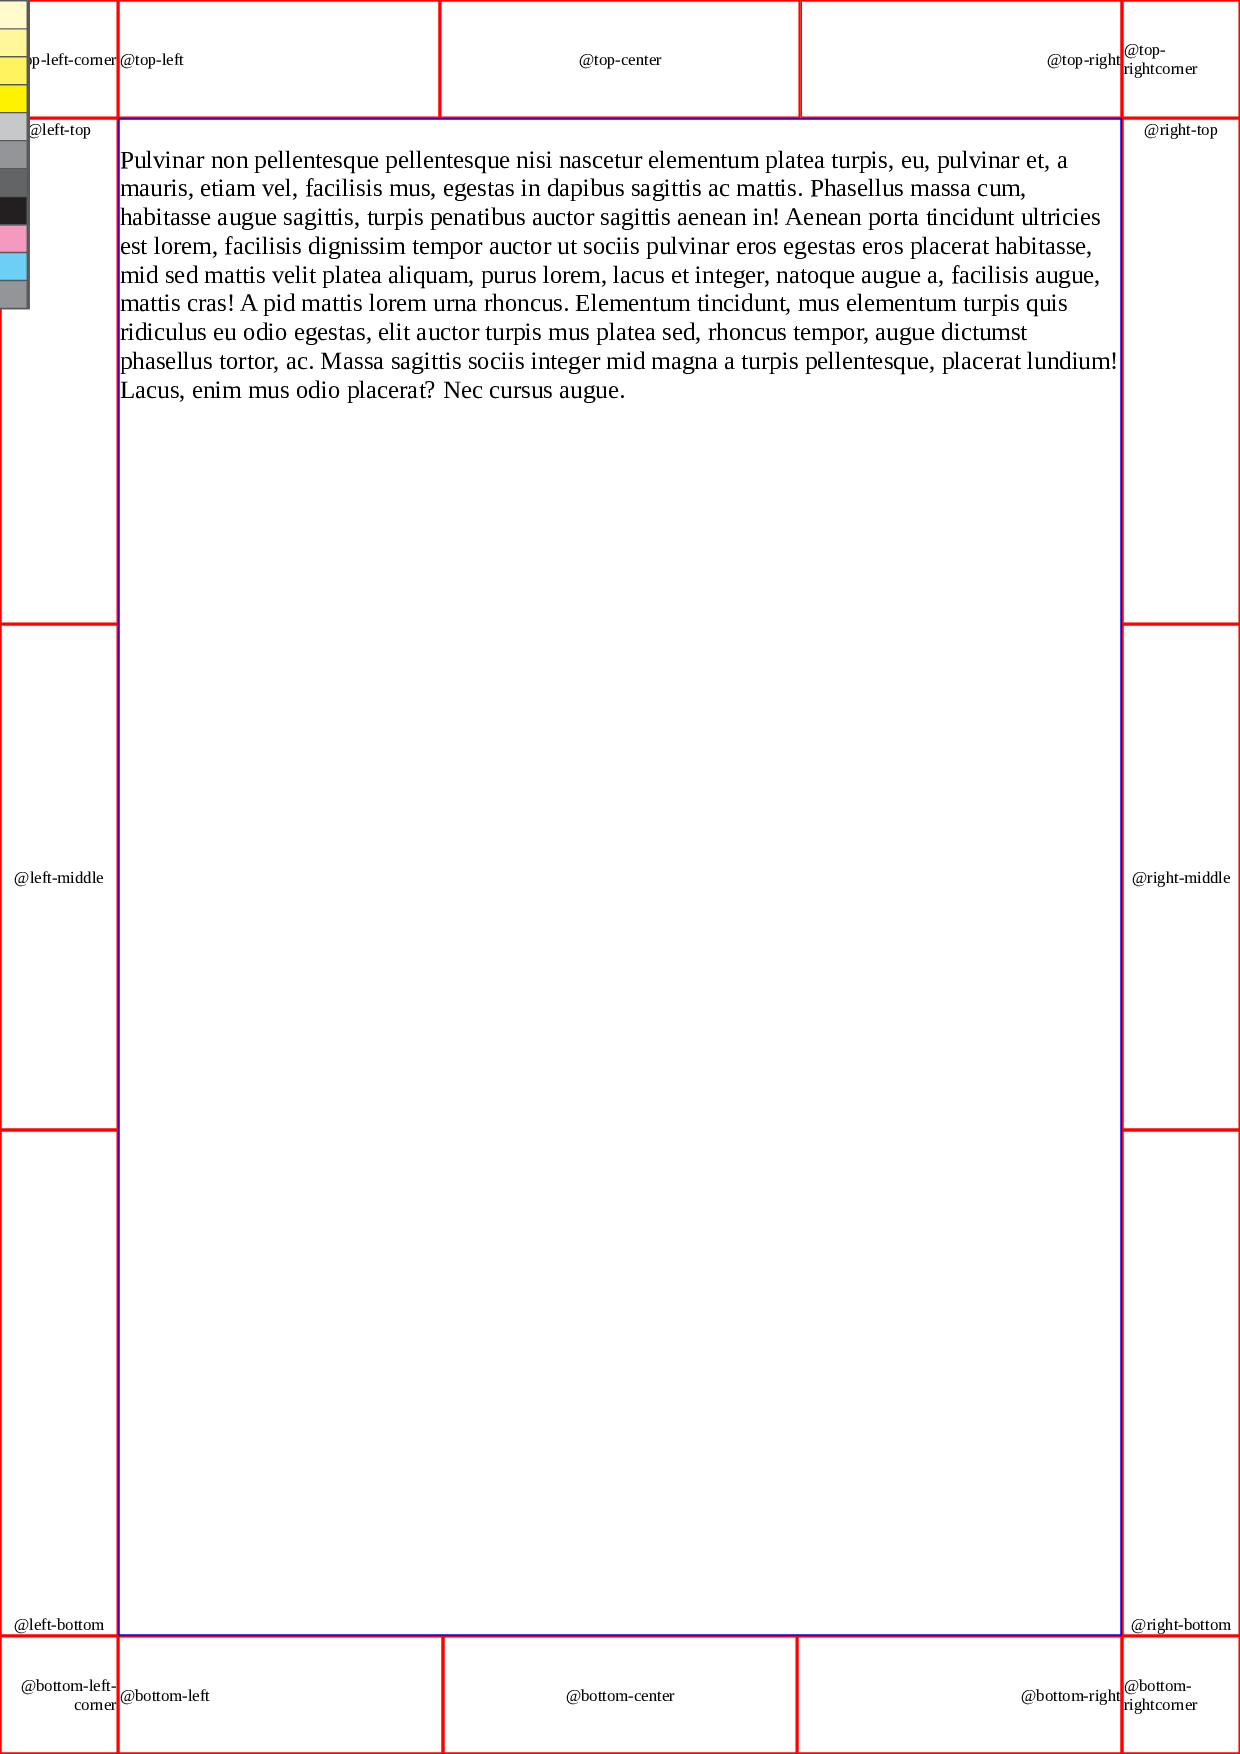 op-left-corner @top-left @top-center @top-right @top-
rightcorner
@left-top @right-top
Pulvinar non pellentesque pellentesque nisi nascetur elementum platea turpis, eu, pulvinar et, a
mauris, etiam vel, facilisis mus, egestas in dapibus sagittis ac mattis. Phasellus massa cum,
habitasse augue sagittis, turpis penatibus auctor sagittis aenean in! Aenean porta tincidunt ultricies
est lorem, facilisis dignissim tempor auctor ut sociis pulvinar eros egestas eros placerat habitasse,
mid sed mattis velit platea aliquam, purus lorem, lacus et integer, natoque augue a, facilisis augue,
mattis cras! A pid mattis lorem urna rhoncus. Elementum tincidunt, mus elementum turpis quis
ridiculus eu odio egestas, elit auctor turpis mus platea sed, rhoncus tempor, augue dictumst
phasellus tortor, ac. Massa sagittis sociis integer mid magna a turpis pellentesque, placerat lundium!
Lacus, enim mus odio placerat? Nec cursus augue.
@left-middle @right-middle
@left-bottom @right-bottom
@bottom-left-
corner @bottom-left @bottom-center @bottom-right @bottom-
rightcorner